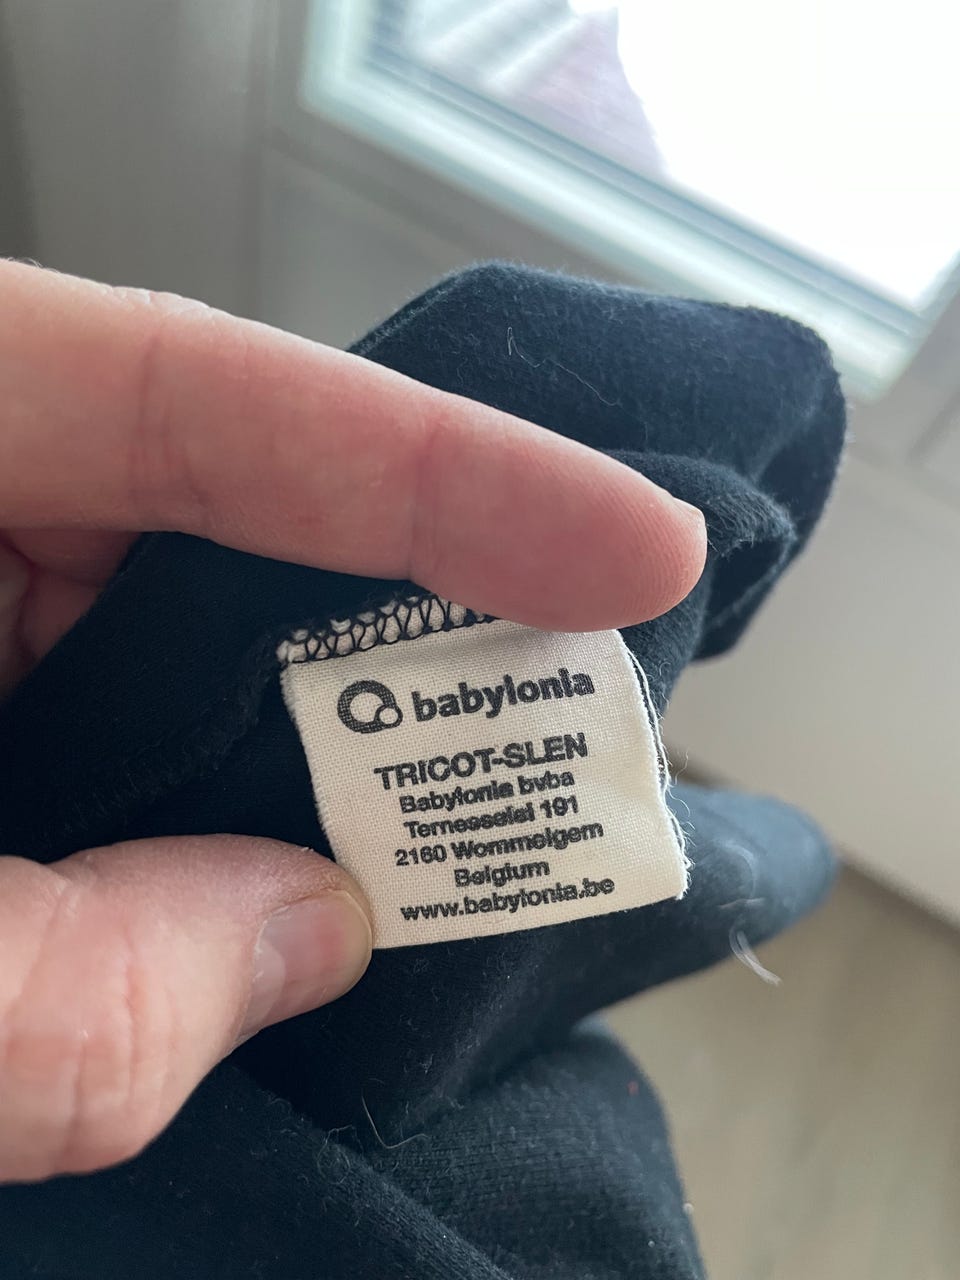 babylonia
TRICOT-SLEN
Babylonia bvba
Ternesselei 191
2160 Wommelgem
Belgium
www.babylonia.be